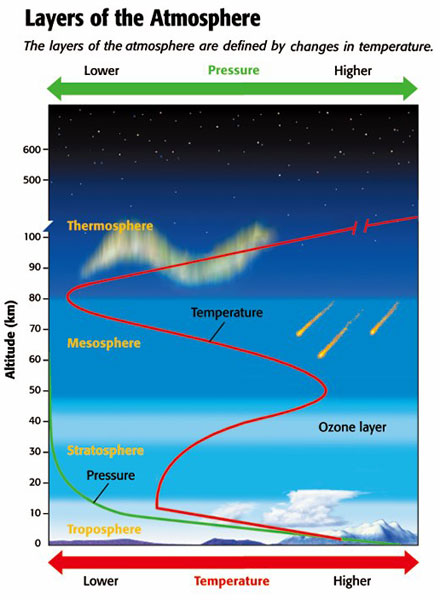 Layers of the Atmosphere
The layers of the atmosphere are defined by changes in temperature.
Lower Pressure Higher
600
500
Thermosphere
100
90
80
Temperature
70
Mesosphere
60
50
40
Ozone layer
Stratosphere
30
Pressure
20
10
Troposphere
0
Altitude (km)
Lower Temperature Higher